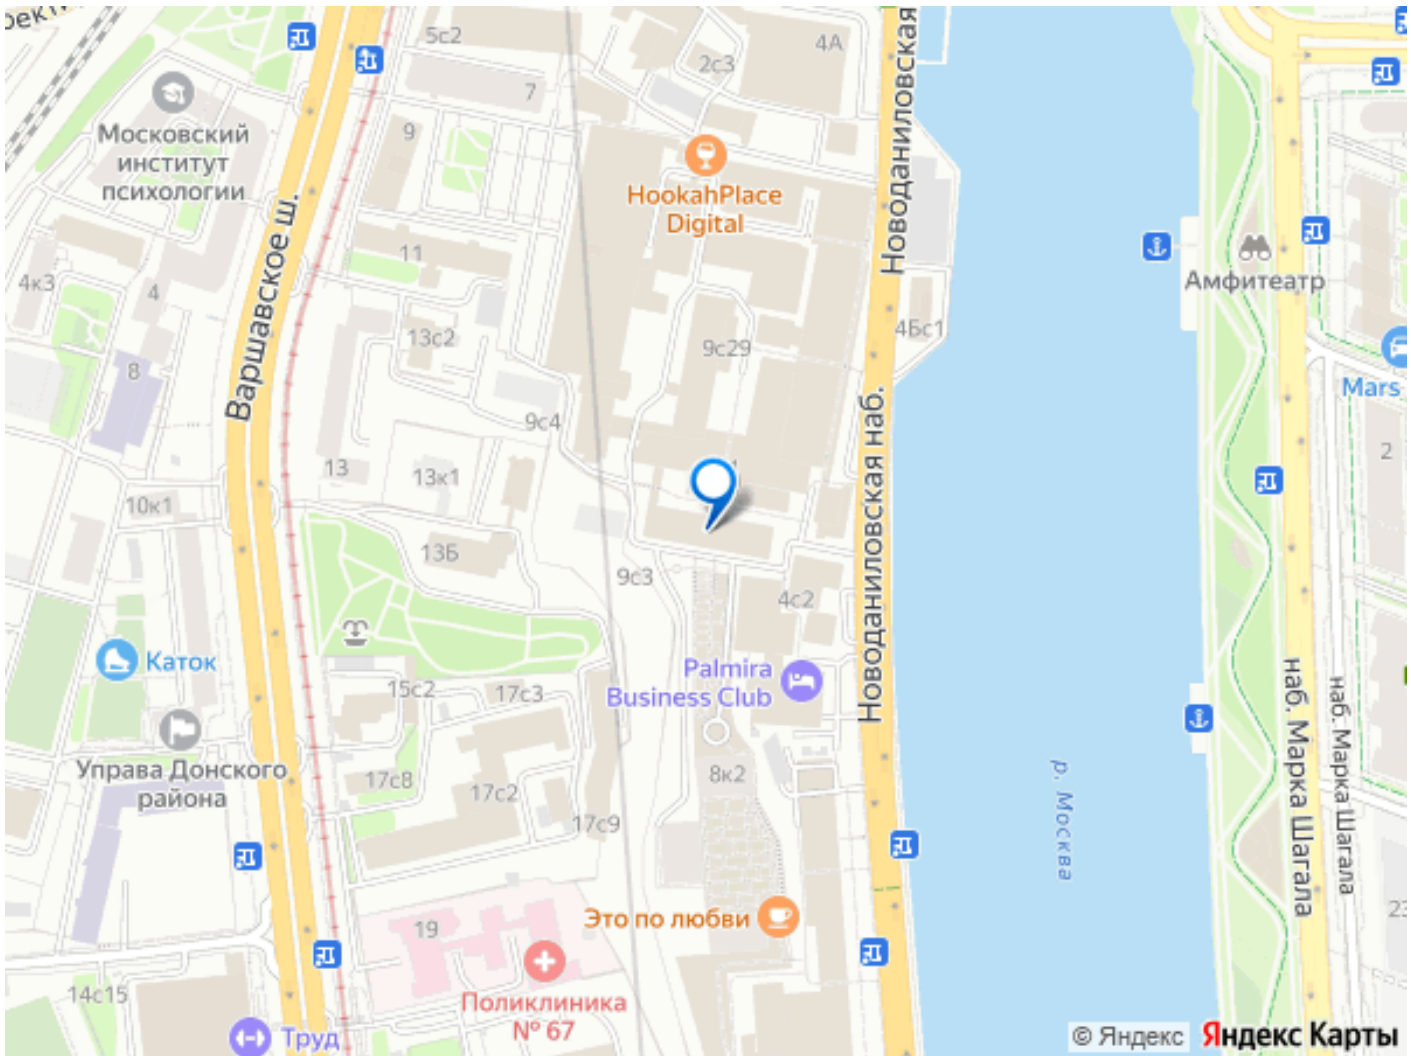 5с2
4А
2с3
7
Новоданиловская
Московский
институт
психологии
9
HookahPlace
Digital
Варшавское ш.
11
4к3
4
Амфитеатр
4Бс1
13с2
9с29
8
Mars
9с4
Новоданиловская наб.
2
13
13к1
10к1
13Б
9с3
4с2
Каток
Palmira
Business Club
15с2
17с3
наб. Марка Шагала
наб. Марка Шагала
Управа Донского
района
17с8
17с2
8к2
17с9
р. Москва
19
Это по любви
23
Поликлиника
№ 67
14с15
Труд
© Яндекс
Яндекс Карты